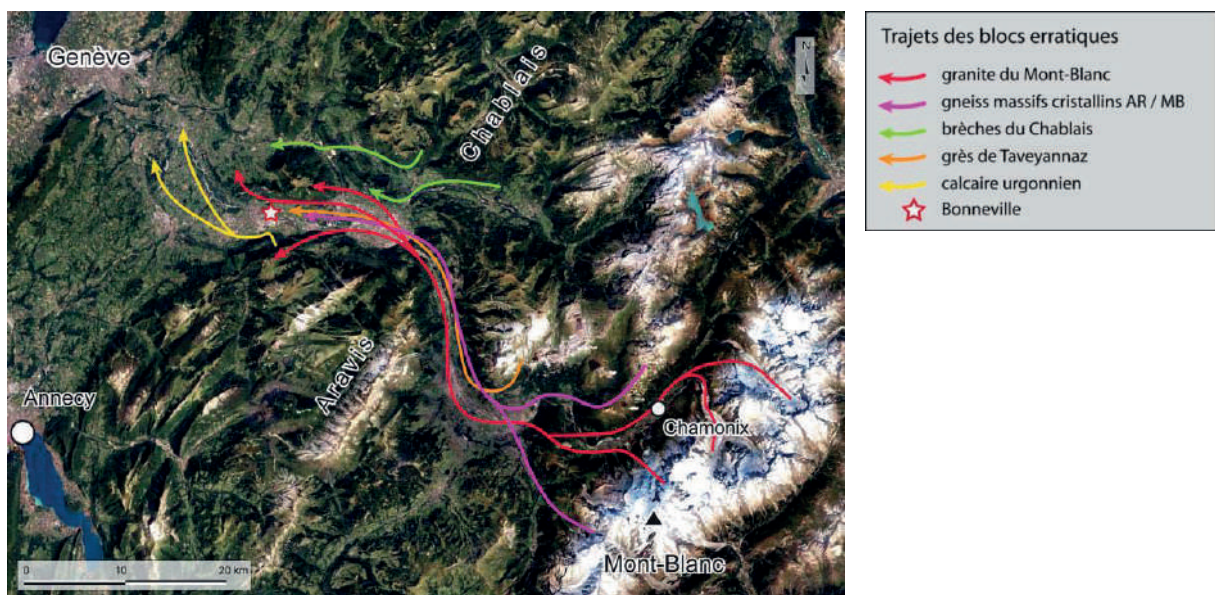 Genève
Chablais
N
Aravis
Annecy
Chamonix
Mont-Blanc
0 10 20 km
Trajets des blocs erratiques
granite du Mont-Blanc
gneiss massifs cristallins AR / MB
brèches du Chablais
grès de Taveyannaz
calcaire urgonnien
Bonneville